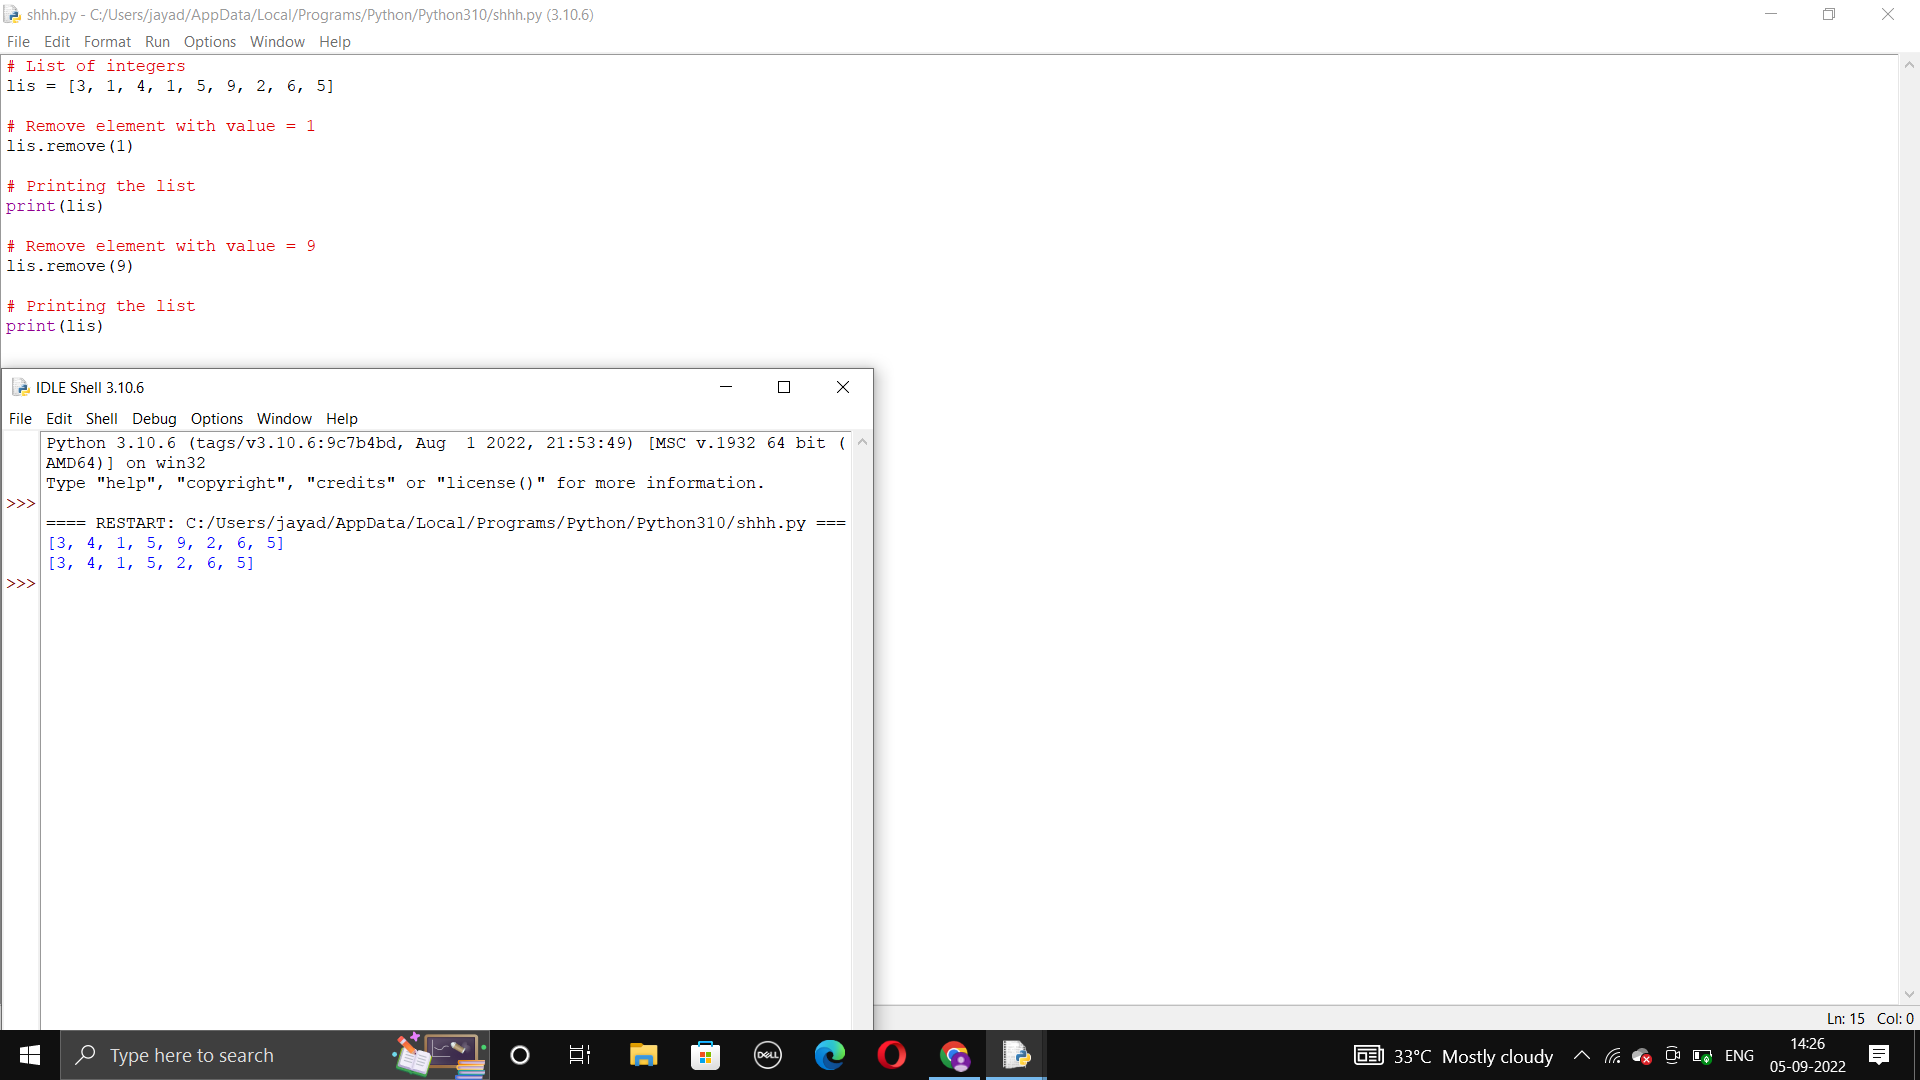 shhh.py - C:/Users/jayad/AppData/Local/Programs/Python/Python310/shhh.py (3.10.6)
File Edit Format Run Options Window Help
# List of integers
lis = [3, 1, 4, 1, 5, 9, 2, 6, 5]
# Remove element with value = 1
lis.remove(1)
# Printing the list
print(lis)
# Remove element with value = 9
lis.remove(9)
# Printing the list
print(lis)
IDLE Shell 3.10.6
File Edit Shell Debug Options Window Help
Python 3.10.6 (tags/v3.10.6:9c7b4bd, Aug  1 2022, 21:53:49) [MSC v.1932 64 bit (
AMD64)] on win32
Type "help", "copyright", "credits" or "license()" for more information.
>>>
==== RESTART: C:/Users/jayad/AppData/Local/Programs/Python/Python310/shhh.py ===
[3, 4, 1, 5, 9, 2, 6, 5]
[3, 4, 1, 5, 2, 6, 5]
>>>
Ln: 15 Col: 0
Type here to search
DELL
33°C Mostly cloudy
ENG
14:26
05-09-2022